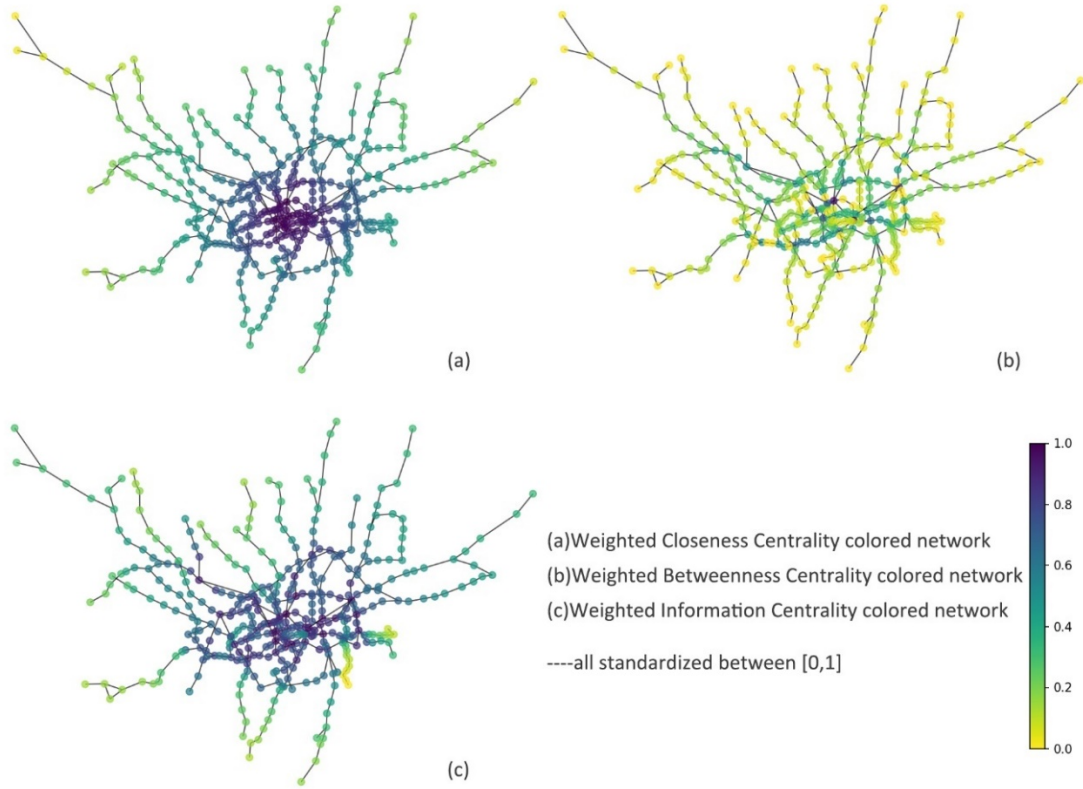 (a)
(b)
(c)
(a)Weighted Closeness Centrality colored network
(b)Weighted Betweenness Centrality colored network
(c)Weighted Information Centrality colored network
----all standardized between [0,1]
1.0
0.8
0.6
0.4
0.2
0.0